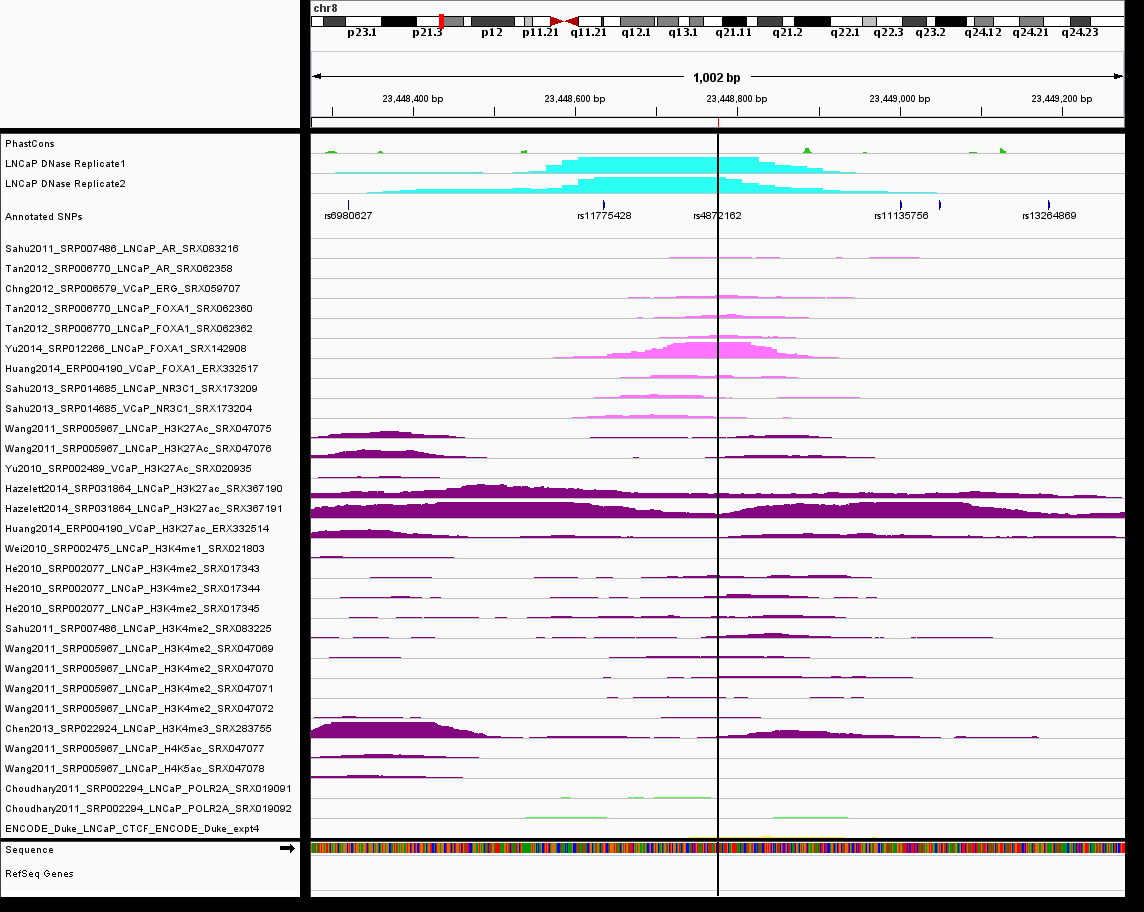 chr8
p23.1 p21.3 p12 p11.21 q11.21 q12.1 q13.1 q21.11 q21.2 q22.1 q22.3 q23.2 q24.12 q24.21 q24.23
1,002 bp
23,448,400 bp 23,448,600 bp 23,448,800 bp 23,449,000 bp 23,449,200 bp
PhastCons
LNCaP DNase Replicate1
LNCaP DNase Replicate2
Annotated SNPs rs6980627 rs11775428 rs4872162 rs11135756 rs13264869
Sahu2011_SRP007486_LNCaP_AR_SRX083216
Tan2012_SRP006770_LNCaP_AR_SRX062358
Chng2012_SRP006579_VCaP_ERG_SRX059707
Tan2012_SRP006770_LNCaP_FOXA1_SRX062360
Tan2012_SRP006770_LNCaP_FOXA1_SRX062362
Yu2014_SRP012266_LNCaP_FOXA1_SRX142908
Huang2014_ERP004190_VCaP_FOXA1_ERX332517
Sahu2013_SRP014685_LNCaP_NR3C1_SRX173209
Sahu2013_SRP014685_VCaP_NR3C1_SRX173204
Wang2011_SRP005967_LNCaP_H3K27Ac_SRX047075
Wang2011_SRP005967_LNCaP_H3K27Ac_SRX047076
Yu2010_SRP002489_VCaP_H3K27Ac_SRX020935
Hazelett2014_SRP031864_LNCaP_H3K27ac_SRX367190
Hazelett2014_SRP031864_LNCaP_H3K27ac_SRX367191
Huang2014_ERP004190_VCaP_H3K27ac_ERX332514
Wei2010_SRP002475_LNCaP_H3K4me1_SRX021803
He2010_SRP002077_LNCaP_H3K4me2_SRX017343
He2010_SRP002077_LNCaP_H3K4me2_SRX017344
He2010_SRP002077_LNCaP_H3K4me2_SRX017345
Sahu2011_SRP007486_LNCaP_H3K4me2_SRX083225
Wang2011_SRP005967_LNCaP_H3K4me2_SRX047069
Wang2011_SRP005967_LNCaP_H3K4me2_SRX047070
Wang2011_SRP005967_LNCaP_H3K4me2_SRX047071
Wang2011_SRP005967_LNCaP_H3K4me2_SRX047072
Chen2013_SRP022924_LNCaP_H3K4me3_SRX283755
Wang2011_SRP005967_LNCaP_H4K5ac_SRX047077
Wang2011_SRP005967_LNCaP_H4K5ac_SRX047078
Choudhary2011_SRP002294_LNCaP_POLR2A_SRX019091
Choudhary2011_SRP002294_LNCaP_POLR2A_SRX019092
ENCODE_Duke_LNCaP_CTCF_ENCODE_Duke_expt4
Sequence
RefSeq Genes